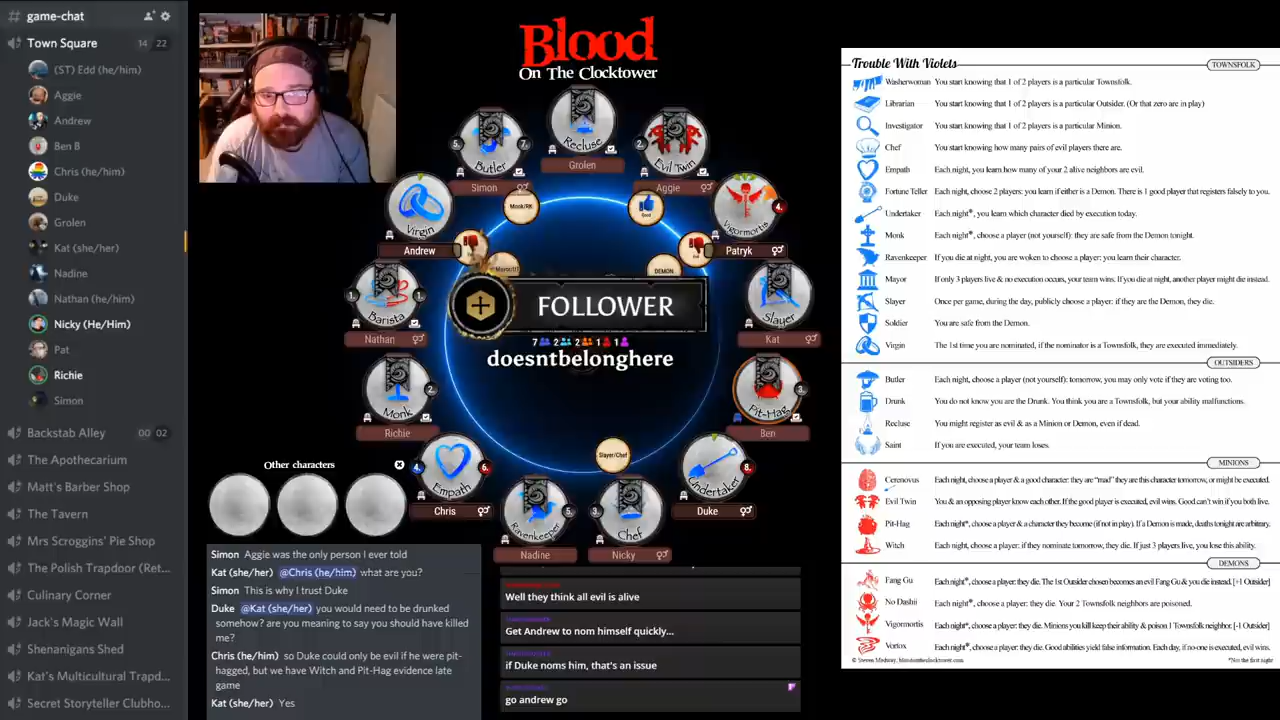 # game-chat
Town Square 14 22
(ST) Edd (he/him)
Aggie
Andrew
Ben B
Chris (he/him)
Duke
Grolen
Kat (she/her)
Nadine
Nathan (he/him)
Nicky (He/Him)
Pat
Richie
Simon
Backstab Alley 00 02
The Apothecarium
Matt's Barber Shop
The Tavern
Mrs Scroggins' Pie Shop
The Polish Trapdoor (Ret...
Culinary Corner
Jack's Magic Wall
Shenanigans Shed
Kat's Multicultural Trapd...
Secret Storyteller Clubho...
Blood
On The Clocktower
Recluse
Grolen
5. Butler 7.
Simon
2. Evil Twin
Aggie
Virgin
Andrew
Monk/RK
Good
Vigormortis 4.
Patryk
DEMON
1. Barista 1.
Nathan
Slayer
Kat
FOLLOWER
7 2 2 1 1
doesntbelonghere
Monk 2.
Richie
Pit-Hag 3.
Ben
4. Empath 6.
Chris
Slayer/Chef
Undertaker 8.
Duke
5.
Nadine
3. Chef
Nicky
Other characters
Simon Aggie was the only person I ever told
Kat (she/her) @Chris (he/him) what are you?
Simon This is why I trust Duke
Duke @Kat (she/her) you would need to be drunked
somehow? are you meaning to say you should have killed
me?
Chris (he/him) so Duke could only be evil if he were pit-
hagged, but we have Witch and Pit-Hag evidence late
game
Kat (she/her) Yes
Well they think all evil is alive
Get Andrew to nom himself quickly...
if Duke noms him, that's an issue
go andrew go
Trouble With Violets
TOWNSFOLK
Washerwoman You start knowing that 1 of 2 players is a particular Townsfolk.
Librarian You start knowing that 1 of 2 players is a particular Outsider. (Or that zero are in play)
Investigator You start knowing that 1 of 2 players is a particular Minion.
Chef You start knowing how many pairs of evil players there are.
Empath Each night, you learn how many of your 2 alive neighbors are evil.
Fortune Teller Each night, choose 2 players: you learn if either is a Demon. There is 1 good player that registers falsely to you.
Undertaker Each night*, you learn which character died by execution today.
Monk Each night*, choose a player (not yourself): they are safe from the Demon tonight.
Ravenkeeper If you die at night, you are woken to choose a player: you learn their character.
Mayor If only 3 players live & no execution occurs, your team wins. If you die at night, another player might die instead.
Slayer Once per game, during the day, publicly choose a player: if they are the Demon, they die.
Soldier You are safe from the Demon.
Virgin The 1st time you are nominated, if the nominator is a Townsfolk, they are executed immediately.
OUTSIDERS
Butler Each night, choose a player (not yourself): tomorrow, you may only vote if they are voting too.
Drunk You do not know you are the Drunk. You think you are a Townsfolk, but your ability malfunctions.
Recluse You might register as evil & as a Minion or Demon, even if dead.
Saint If you are executed, your team loses.
MINIONS
Cerenovus Each night, choose a player & a good character: they are "mad" they are this character tomorrow, or might be executed.
Evil Twin You & an opposing player know each other. If the good player is executed, evil wins. Good can't win if you both live.
Pit-Hag Each night*, choose a player & a character they become (if not in play). If a Demon is made, deaths tonight are arbitrary.
Witch Each night, choose a player: if they nominate tomorrow, they die. If just 3 players live, you lose this ability.
DEMONS
Fang Gu Each night*, choose a player: they die. The 1st Outsider chosen becomes an evil Fang Gu & you die instead. [+1 Outsider]
No Dashii Each night*, choose a player: they die. Your 2 Townsfolk neighbors are poisoned.
Vigormortis Each night*, choose a player: they die. Minions you kill keep their ability & poison 1 Townsfolk neighbor. [-1 Outsider]
Vortox Each night*, choose a player: they die. Good abilities yield false information. Each day, if no-one is executed, evil wins.
*Not the first night